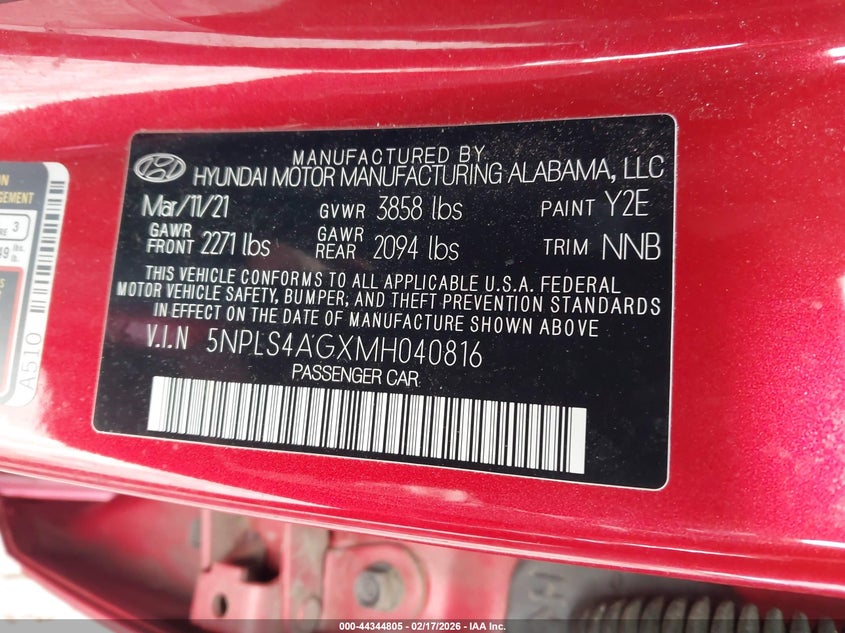 MANUFACTURED BY
HYUNDAI MOTOR MANUFACTURING ALABAMA, LLC
Mar/11/21 GVWR 3858 lbs PAINT Y2E
GAWR FRONT 2271 lbs GAWR REAR 2094 lbs TRIM NNB
THIS VEHICLE CONFORMS TO ALL APPLICABLE U.S.A. FEDERAL
MOTOR VEHICLE SAFETY, BUMPER, AND THEFT PREVENTION STANDARDS
IN EFFECT ON THE DATE OF MANUFACTURE SHOWN ABOVE
V.I.N 5NPLS4AGXMH040816
PASSENGER CAR
3
A510
000-44344805 - 02/17/2026 - IAA Inc.